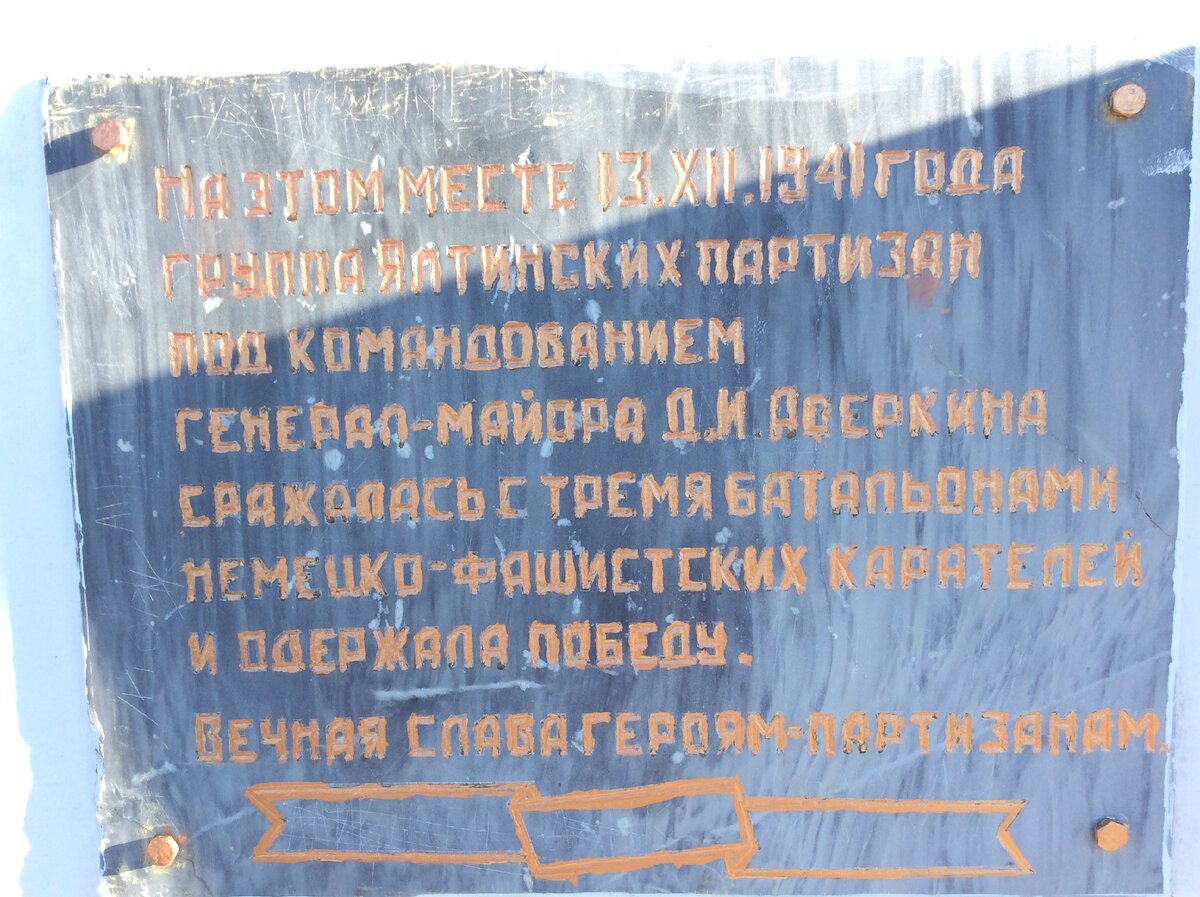 На этом месте 13.XII.1941 года
группа Ялтинских партизан
под командованием
генерал-майора Д.И Аверкина
сражалась с тремя батальонами
немецко-фашистских карателей
и одержала победу.
Вечная слава героям-партизанам.